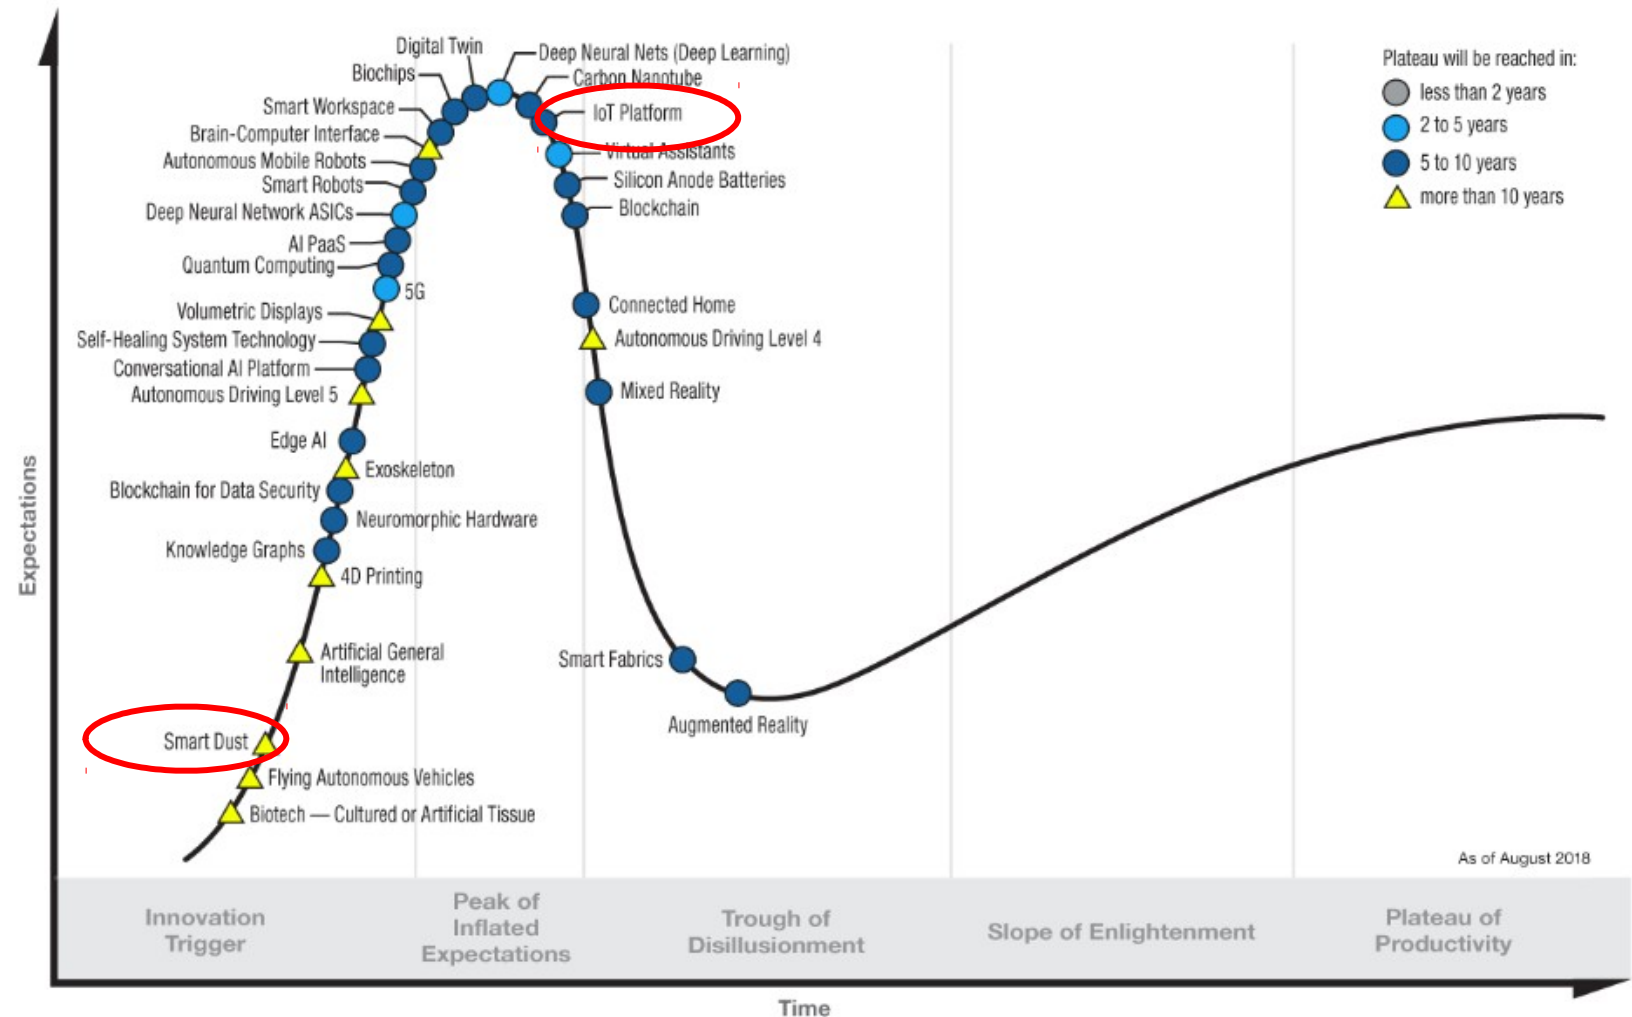 Digital Twin
Deep Neural Nets (Deep Learning)
Biochips
Carbon Nanotube
Smart Workspace
IoT Platform
Brain-Computer Interface
Virtual Assistants
Autonomous Mobile Robots
Silicon Anode Batteries
Smart Robots
Blockchain
Deep Neural Network ASICs
AI PaaS
Quantum Computing
5G
Volumetric Displays
Connected Home
Self-Healing System Technology
Autonomous Driving Level 4
Conversational AI Platform
Mixed Reality
Autonomous Driving Level 5
Edge AI
Exoskeleton
Blockchain for Data Security
Neuromorphic Hardware
Knowledge Graphs
4D Printing
Artificial General
Intelligence
Smart Fabrics
Augmented Reality
Smart Dust
Flying Autonomous Vehicles
Biotech — Cultured or Artificial Tissue
Plateau will be reached in:
less than 2 years
2 to 5 years
5 to 10 years
more than 10 years
As of August 2018
Expectations
Innovation
Trigger
Peak of
Inflated
Expectations
Trough of
Disillusionment
Slope of Enlightenment
Plateau of
Productivity
Time